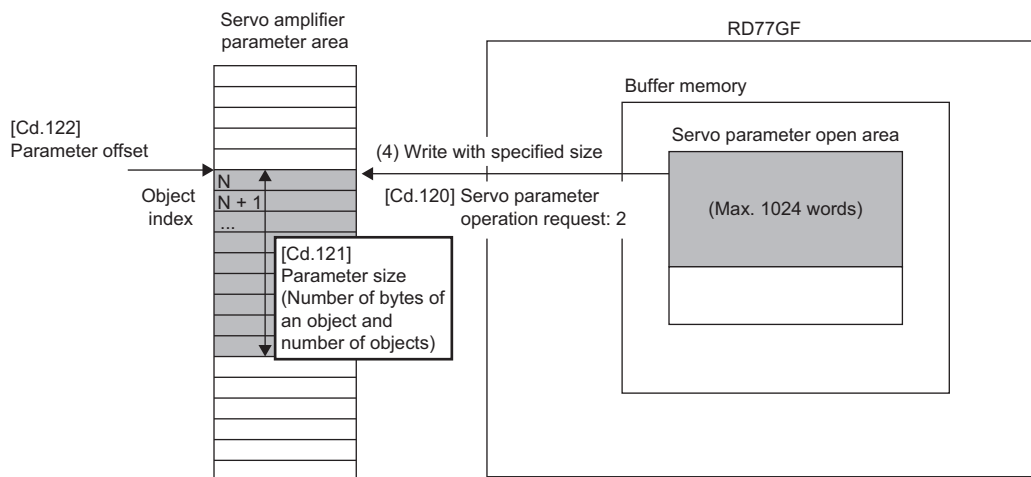 Servo amplifier
parameter area
RD77GF
Buffer memory
[Cd.122]
Parameter offset
Servo parameter open area
(4) Write with specified size
Object
index
N
N + 1
...
[Cd.120] Servo parameter
operation request: 2
(Max. 1024 words)
[Cd.121]
Parameter size
(Number of bytes of
an object and
number of objects)